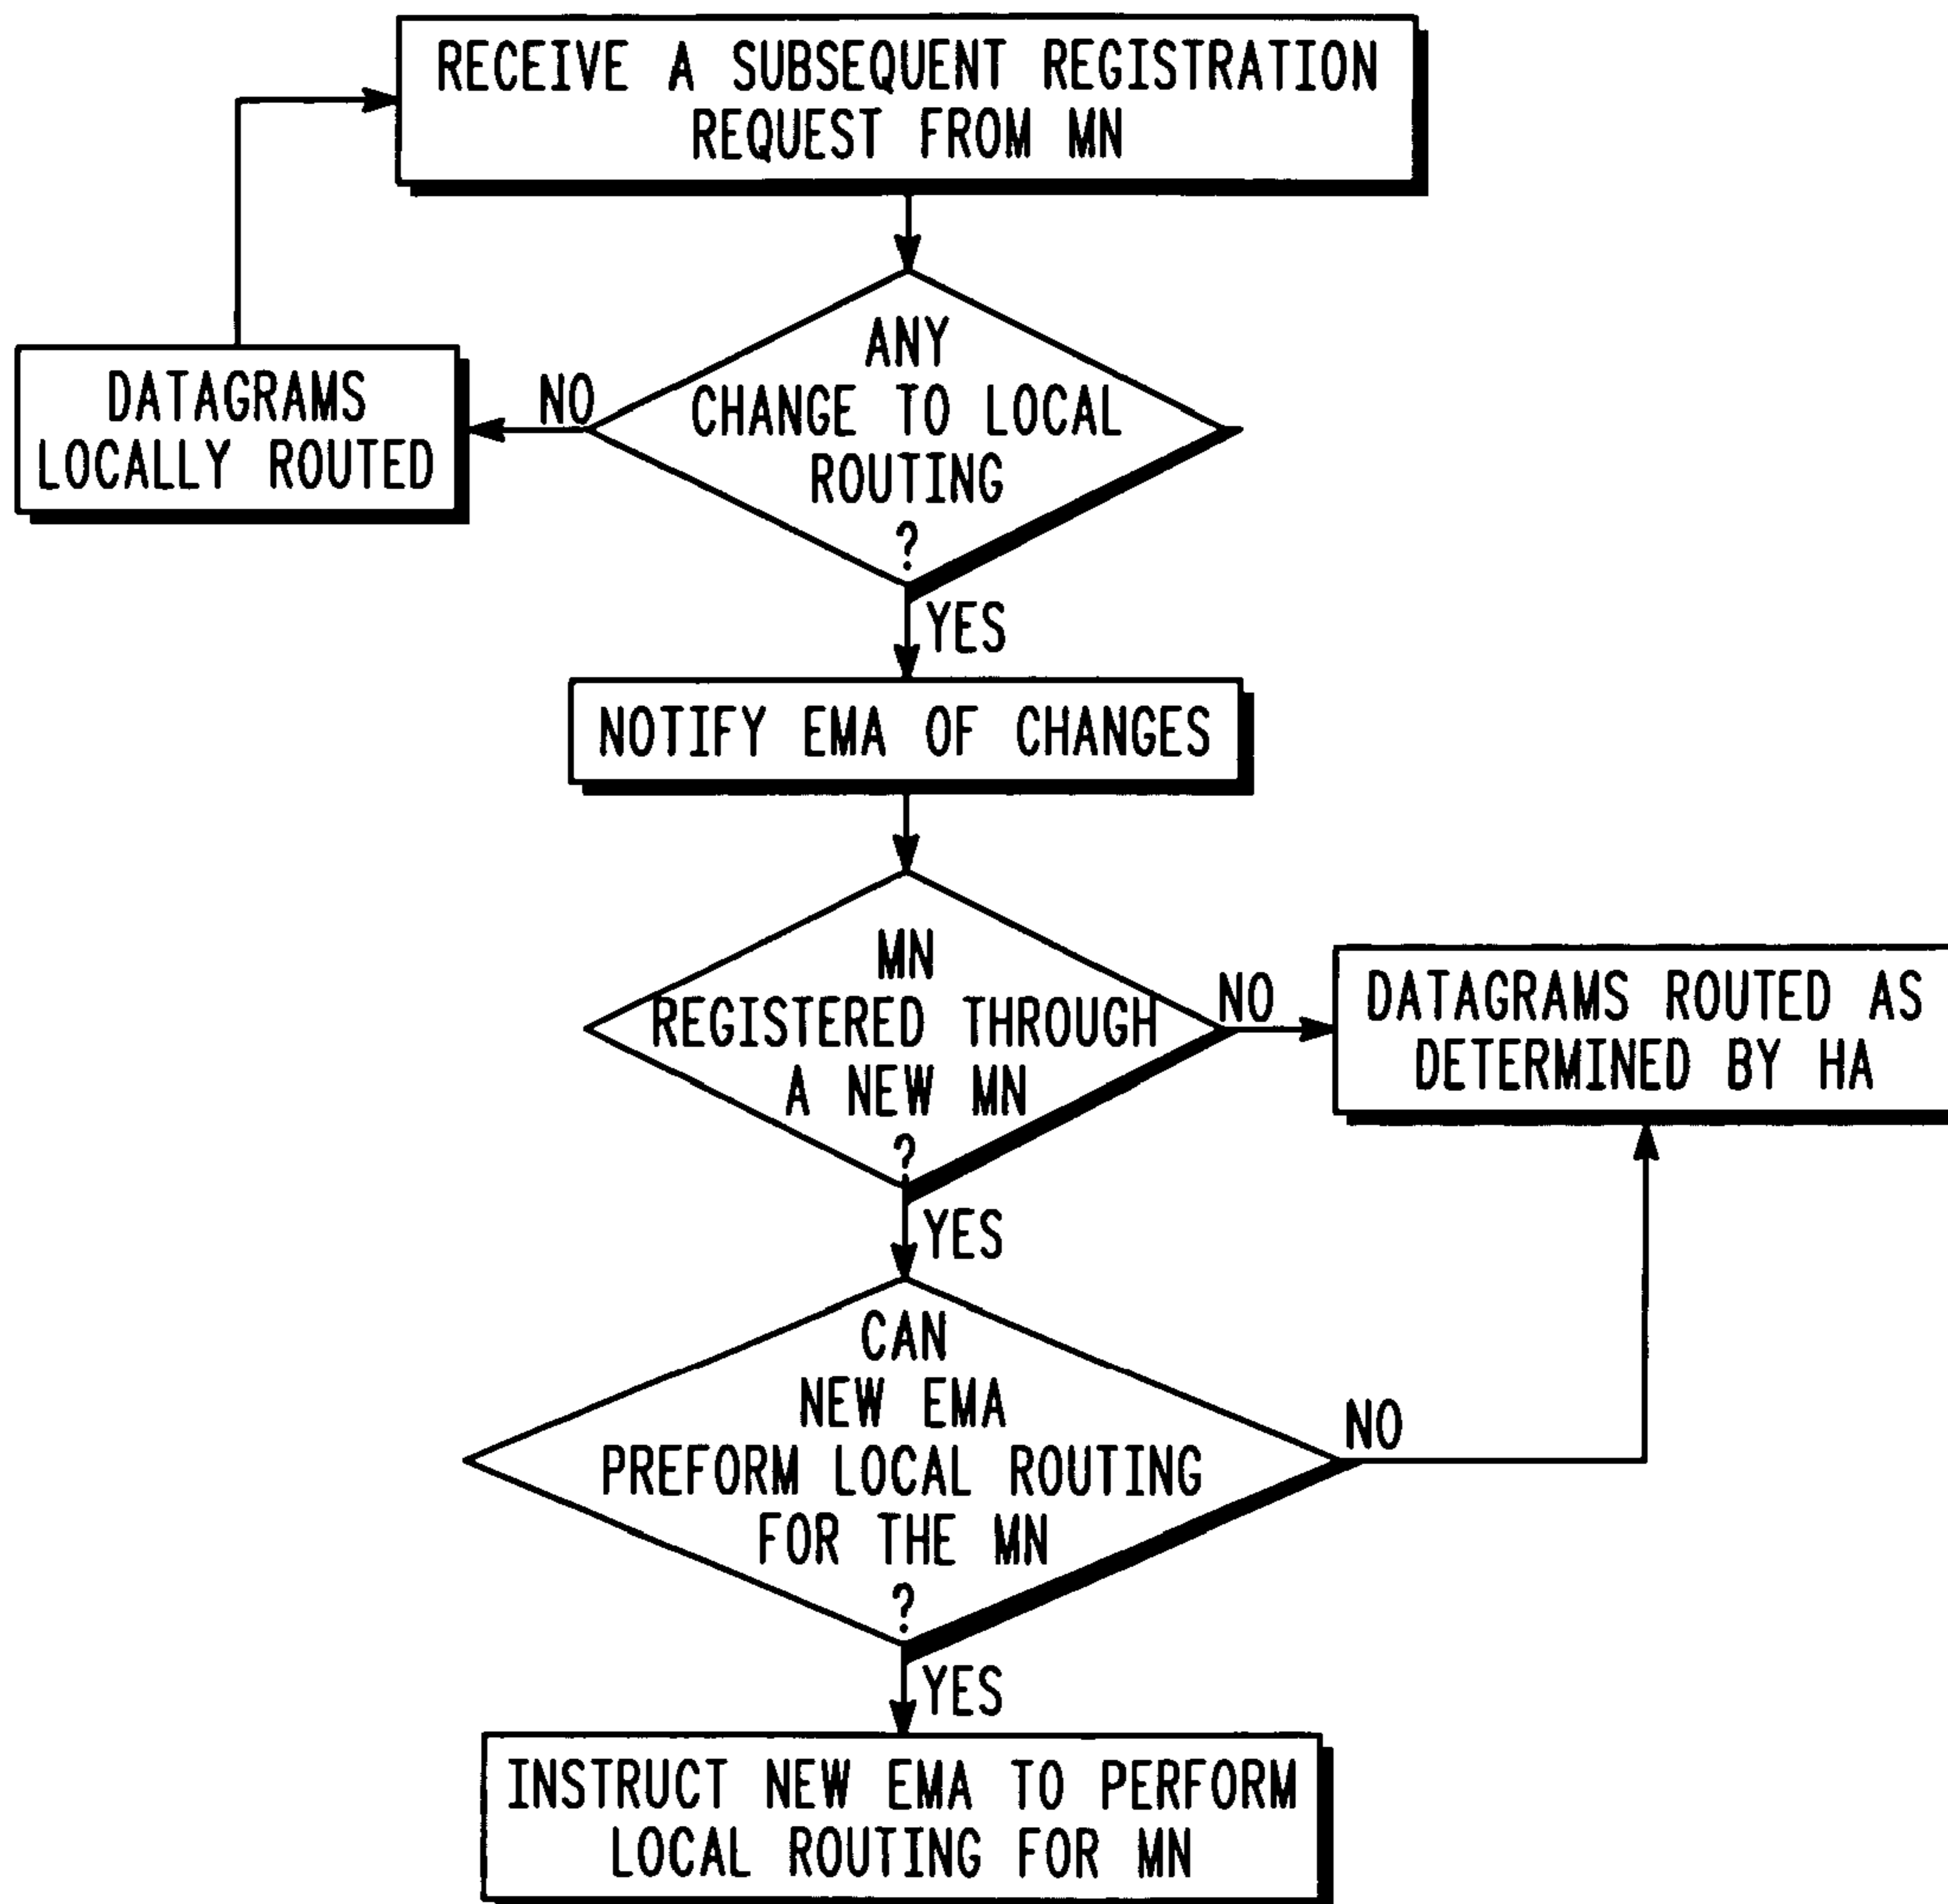 RECEIVE A SUBSEQUENT REGISTRATION
REQUEST FROM MN
ANY
CHANGE TO LOCAL
ROUTING
?
NO
DATAGRAMS
LOCALLY ROUTED
YES
NOTIFY EMA OF CHANGES
MN
REGISTERED THROUGH
A NEW MN
?
NO
DATAGRAMS ROUTED AS
DETERMINED BY HA
YES
CAN
NEW EMA
PREFORM LOCAL ROUTING
FOR THE MN
?
NO
YES
INSTRUCT NEW EMA TO PERFORM
LOCAL ROUTING FOR MN